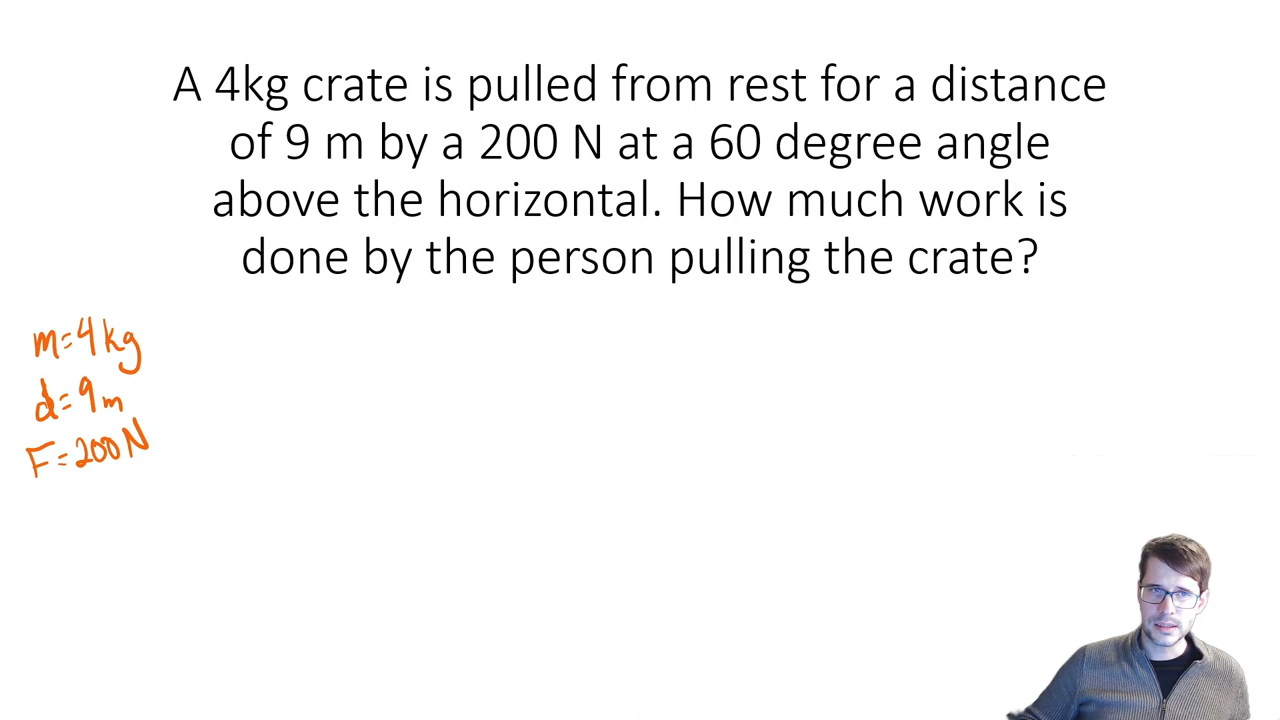 A 4kg crate is pulled from rest for a distance
of 9 m by a 200 N at a 60 degree angle
above the horizontal. How much work is
done by the person pulling the crate?
m=4kg
d=9m
F=200N